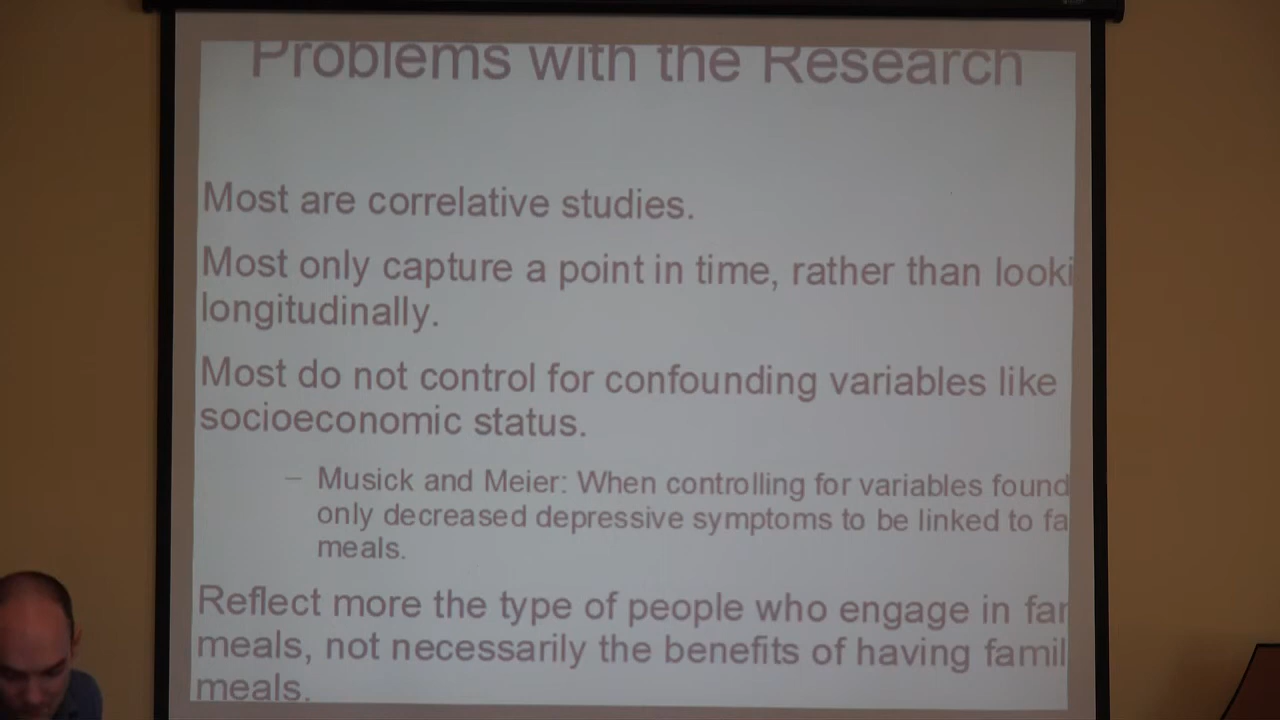 Problems with the Research
Most are correlative studies.
Most only capture a point in time, rather than looki
longitudinally.
Most do not control for confounding variables like
socioeconomic status.
– Musick and Meier: When controlling for variables found
only decreased depressive symptoms to be linked to fa
meals.
Reflect more the type of people who engage in fam
meals, not necessarily the benefits of having famil
meals.